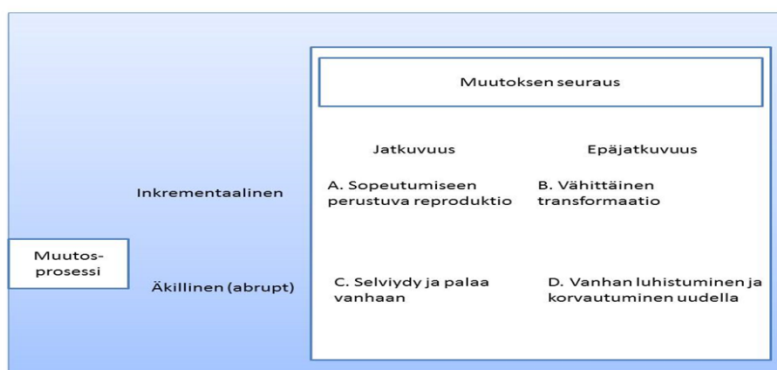 Muutoksen seuraus
Jatkuvuus
Epäjatkuvuus
Inkrementaalinen
A. Sopeutumiseen
perustuva reproduktio
B. Vähittäinen
transformaatio
Muutos-
prosessi
Äkillinen (abrupt)
C. Selviydy ja palaa
vanhaan
D. Vanhan luhistuminen ja
korvautuminen uudella